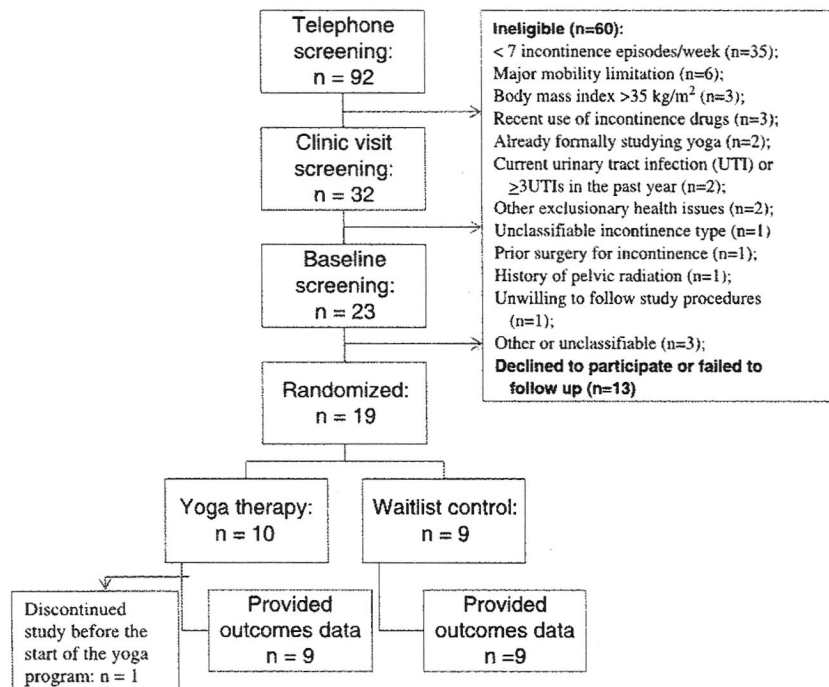 Telephone
screening:
n = 92
Clinic visit
screening:
n = 32
Baseline
screening:
n = 23
Randomized:
n = 19
Ineligible (n=60):
< 7 incontinence episodes/week (n=35);
Major mobility limitation (n=6);
Body mass index >35 kg/m² (n=3);
Recent use of incontinence drugs (n=3);
Already formally studying yoga (n=2);
Current urinary tract infection (UTI) or
≥3UTIs in the past year (n=2);
Other exclusionary health issues (n=2);
Unclassifiable incontinence type (n=1)
Prior surgery for incontinence (n=1);
History of pelvic radiation (n=1);
Unwilling to follow study procedures
(n=1);
Other or unclassifiable (n=3);
Declined to participate or failed to
follow up (n=13)
Yoga therapy:
n = 10
Waitlist control:
n = 9
Discontinued
study before the
start of the yoga
program: n = 1
Provided
outcomes data
n = 9
Provided
outcomes data
n =9